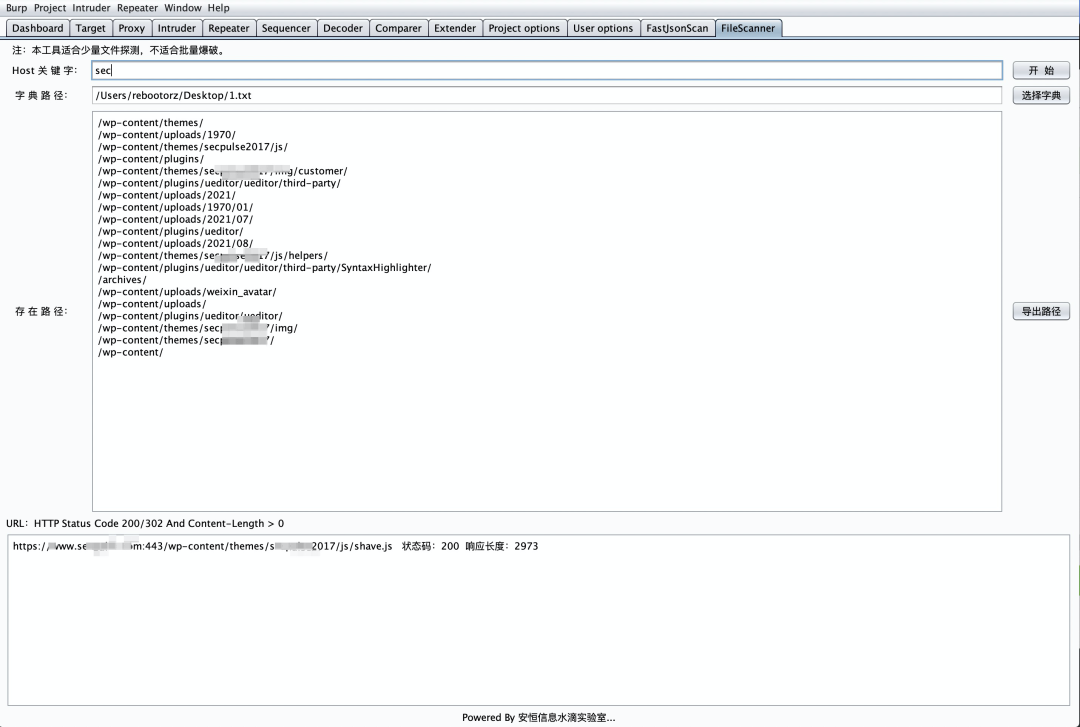 Burp Project Intruder Repeater Window Help
Dashboard Target Proxy Intruder Repeater Sequencer Decoder Comparer Extender Project options User options FastJsonScan FileScanner
注：本工具适合少量文件探测，不适合批量爆破。
Host 关 键 字： sec 开 始
字 典 路 径： /Users/rebootorz/Desktop/1.txt 选择字典
/wp-content/themes/
/wp-content/uploads/1970/
/wp-content/themes/secpulse2017/js/
/wp-content/plugins/
/wp-content/themes/sec /img/customer/
/wp-content/plugins/ueditor/ueditor/third-party/
/wp-content/uploads/2021/
/wp-content/uploads/1970/01/
/wp-content/uploads/2021/07/
/wp-content/plugins/ueditor/
/wp-content/uploads/2021/08/
/wp-content/themes/sec 7/js/helpers/
/wp-content/plugins/ueditor/ueditor/third-party/SyntaxHighlighter/
/archives/
/wp-content/uploads/weixin_avatar/
存 在 路 径： /wp-content/uploads/ 导出路径
/wp-content/plugins/ueditor/ueditor/
/wp-content/themes/sec 7/img/
/wp-content/themes/sec 7/
/wp-content/
URL：HTTP Status Code 200/302 And Content-Length > 0
https:/ www.se om:443/wp-content/themes/s 2017/js/shave.js 状态码：200 响应长度：2973
Powered By 安恒信息水滴实验室...